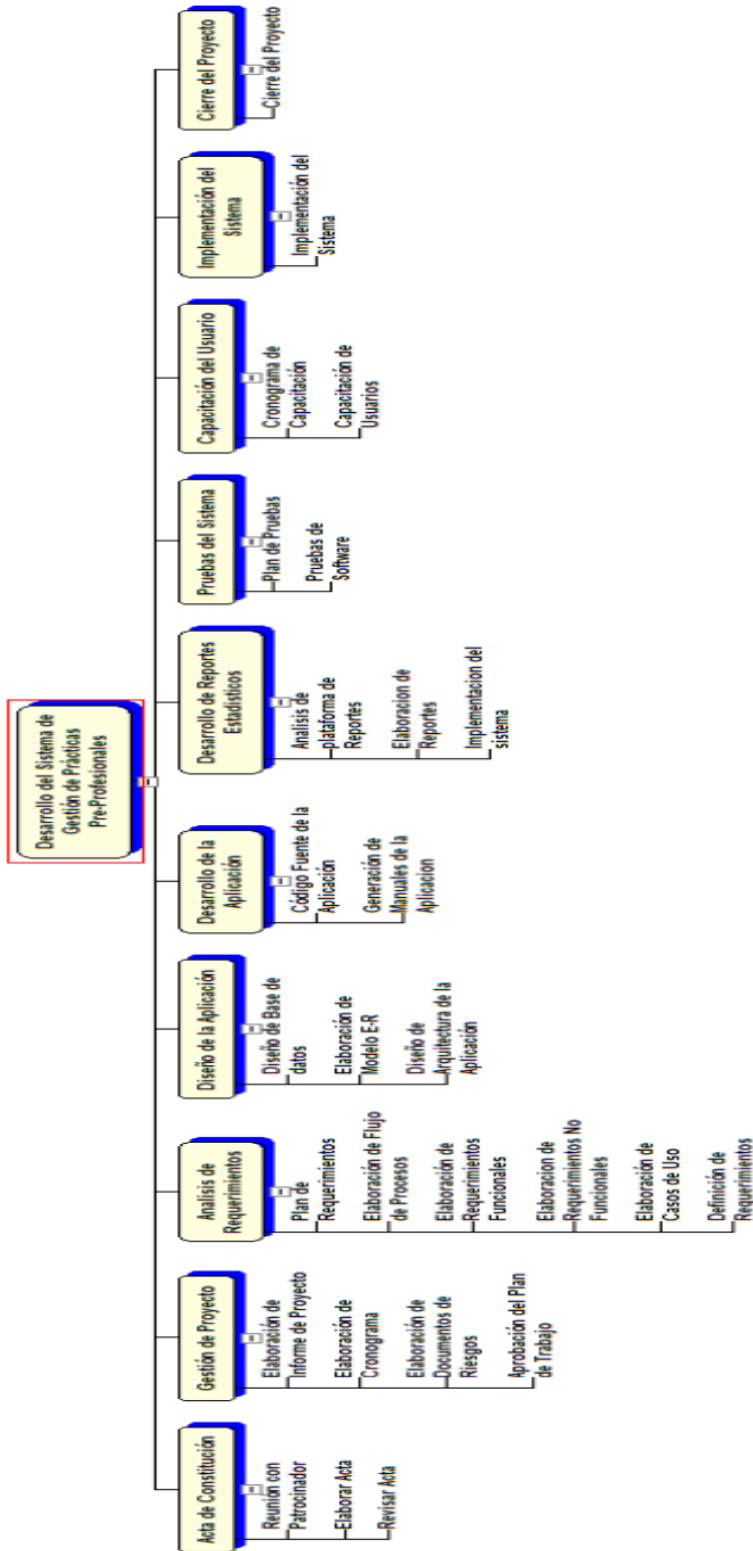 Desarrollo del Sistema de
Gestión de Prácticas
Pre-Profesionales
Acta de Constitución
Reunion con
Patrocinador
Elaborar Acta
Revisar Acta
Gestión de Proyecto
Elaboración de
Informe de Proyecto
Elaboración de
Cronograma
Elaboración de
Documentos de
Riesgos
Aprobación del Plan
de Trabajo
Analisis de
Requerimientos
Plan de
Requerimientos
Elaboración de Flujo
de Procesos
Elaboración de
Requerimientos
Funcionales
Elaboracion de
Requerimientos No
Funcionales
Elaboración de
Casos de Uso
Definición de
Requerimientos
Diseño de la Aplicación
Diseño de Base de
datos
Elaboración de
Modelo E-R
Diseño de
Arquitectura de la
Aplicación
Desarrollo de la
Aplicación
Código Fuente de la
Aplicación
Generación de
Manuales de la
Aplicacion
Desarrollo de Reportes
Estadísticos
Analisis de
plataforma de
Reportes
Elaboracion de
Reportes
Implementacion del
sistema
Pruebas del Sistema
Plan de Pruebas
Pruebas de
Software
Capacitación del Usuario
Cronograma de
Capacitación
Capacitación de
Usuarios
Implementación del
Sistema
Implementación del
Sistema
Cierre del Proyecto
Cierre del Proyecto